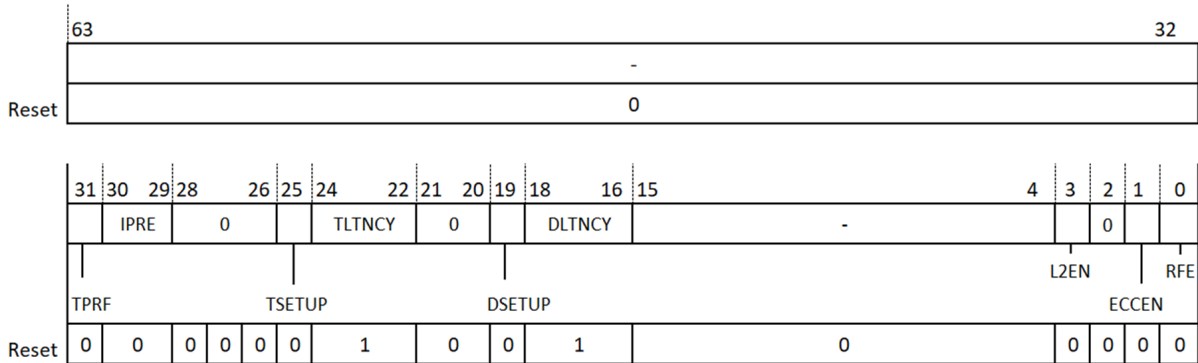 63 32
-
Reset 0
31 30 29 28 26 25 24 22 21 20 19 18 16 15 4 3 2 1 0
IPRE 0 TLTNCY 0 DLTNCY - 0
L2EN RFE
TPRF TSETUP DSETUP ECCEN
Reset 0 0 0 0 0 0 1 0 0 1 0 0 0 0 0